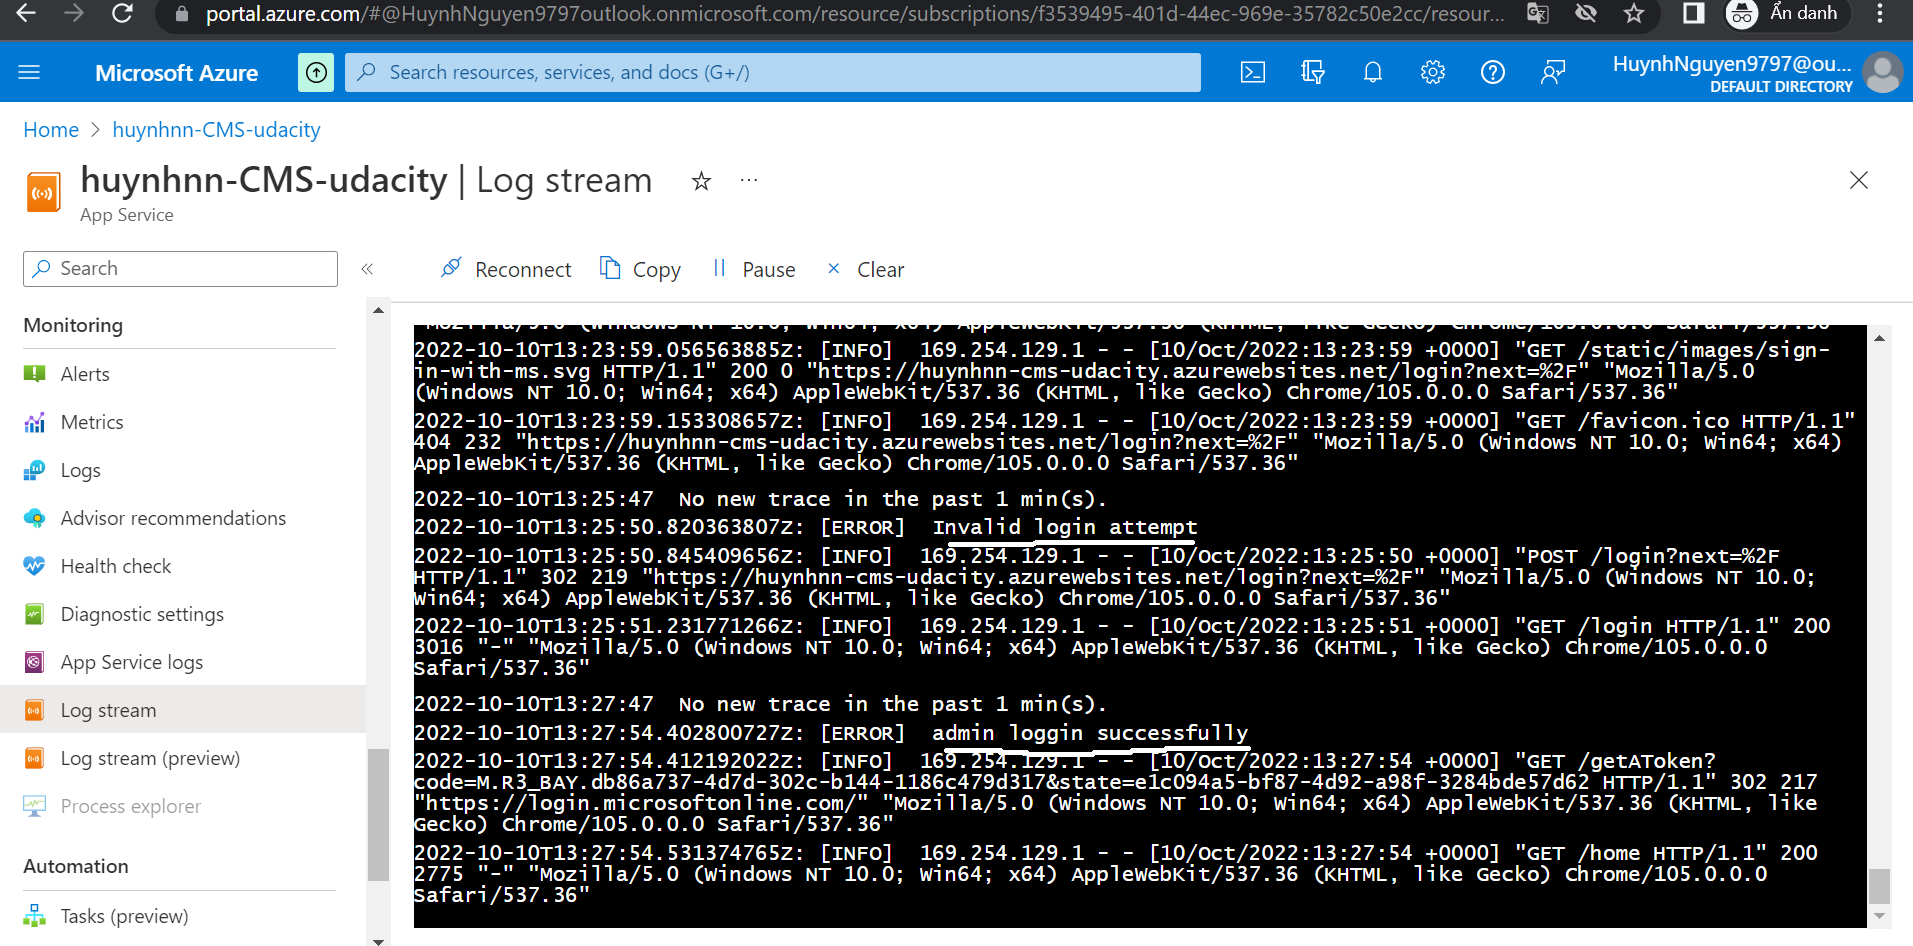 portal.azure.com/#@HuynhNguyen9797outlook.onmicrosoft.com/resource/subscriptions/f3539495-401d-44ec-969e-35782c50e2cc/resour...
Ẩn danh
Microsoft Azure
Search resources, services, and docs (G+/)
HuynhNguyen9797@ou...
DEFAULT DIRECTORY
Home > huynhnn-CMS-udacity
huynhnn-CMS-udacity | Log stream
App Service
Search
Reconnect
Copy
Pause
Clear
Monitoring
Alerts
Metrics
Logs
Advisor recommendations
Health check
Diagnostic settings
App Service logs
Log stream
Log stream (preview)
Process explorer
Automation
Tasks (preview)
"Mozilla/5.0 (Windows NT 10.0; Win64; x64) AppleWebKit/537.36 (KHTML, like Gecko) Chrome/105.0.0.0 Safari/537.36"
2022-10-10T13:23:59.056563885Z: [INFO]  169.254.129.1 - - [10/Oct/2022:13:23:59 +0000] "GET /static/images/sign-
in-with-ms.svg HTTP/1.1" 200 0 "https://huynhnn-cms-udacity.azurewebsites.net/login?next=%2F" "Mozilla/5.0
(Windows NT 10.0; Win64; x64) AppleWebKit/537.36 (KHTML, like Gecko) Chrome/105.0.0.0 Safari/537.36"
2022-10-10T13:23:59.153308657Z: [INFO]  169.254.129.1 - - [10/Oct/2022:13:23:59 +0000] "GET /favicon.ico HTTP/1.1"
404 232 "https://huynhnn-cms-udacity.azurewebsites.net/login?next=%2F" "Mozilla/5.0 (Windows NT 10.0; Win64; x64)
AppleWebKit/537.36 (KHTML, like Gecko) Chrome/105.0.0.0 Safari/537.36"
2022-10-10T13:25:47  No new trace in the past 1 min(s).
2022-10-10T13:25:50.820363807Z: [ERROR]  Invalid login attempt
2022-10-10T13:25:50.845409656Z: [INFO]  169.254.129.1 - - [10/Oct/2022:13:25:50 +0000] "POST /login?next=%2F
HTTP/1.1" 302 219 "https://huynhnn-cms-udacity.azurewebsites.net/login?next=%2F" "Mozilla/5.0 (Windows NT 10.0;
Win64; x64) AppleWebKit/537.36 (KHTML, like Gecko) Chrome/105.0.0.0 Safari/537.36"
2022-10-10T13:25:51.231771266Z: [INFO]  169.254.129.1 - - [10/Oct/2022:13:25:51 +0000] "GET /login HTTP/1.1" 200
3016 "-" "Mozilla/5.0 (Windows NT 10.0; Win64; x64) AppleWebKit/537.36 (KHTML, like Gecko) Chrome/105.0.0.0
Safari/537.36"
2022-10-10T13:27:47  No new trace in the past 1 min(s).
2022-10-10T13:27:54.402800727Z: [ERROR]  admin loggin successfully
2022-10-10T13:27:54.412192022Z: [INFO]  169.254.129.1 - - [10/Oct/2022:13:27:54 +0000] "GET /getAToken?
code=M.R3_BAY.db86a737-4d7d-302c-b144-1186c479d317&state=e1c094a5-bf87-4d92-a98f-3284bde57d62 HTTP/1.1" 302 217
"https://login.microsoftonline.com/" "Mozilla/5.0 (Windows NT 10.0; Win64; x64) AppleWebKit/537.36 (KHTML, like
Gecko) Chrome/105.0.0.0 Safari/537.36"
2022-10-10T13:27:54.531374765Z: [INFO]  169.254.129.1 - - [10/Oct/2022:13:27:54 +0000] "GET /home HTTP/1.1" 200
2775 "-" "Mozilla/5.0 (Windows NT 10.0; Win64; x64) AppleWebKit/537.36 (KHTML, like Gecko) Chrome/105.0.0.0
Safari/537.36"